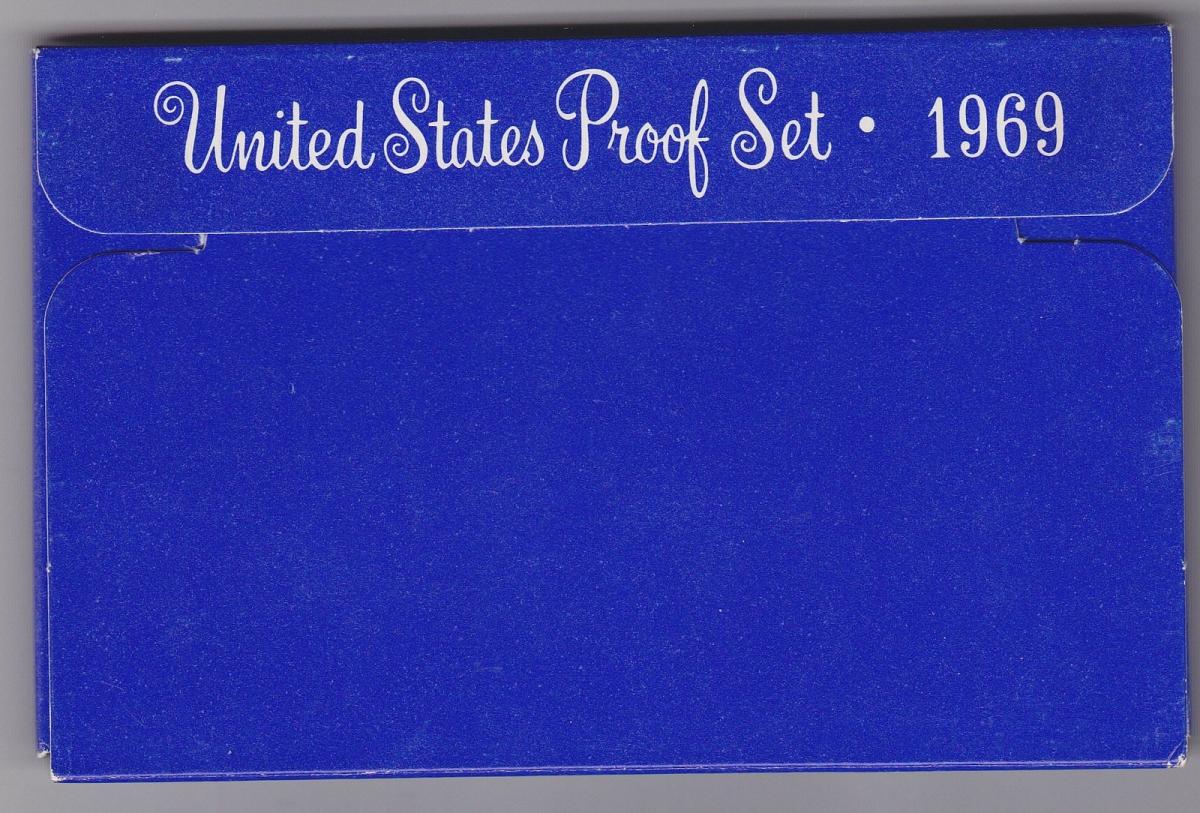 United States Proof Set • 1969